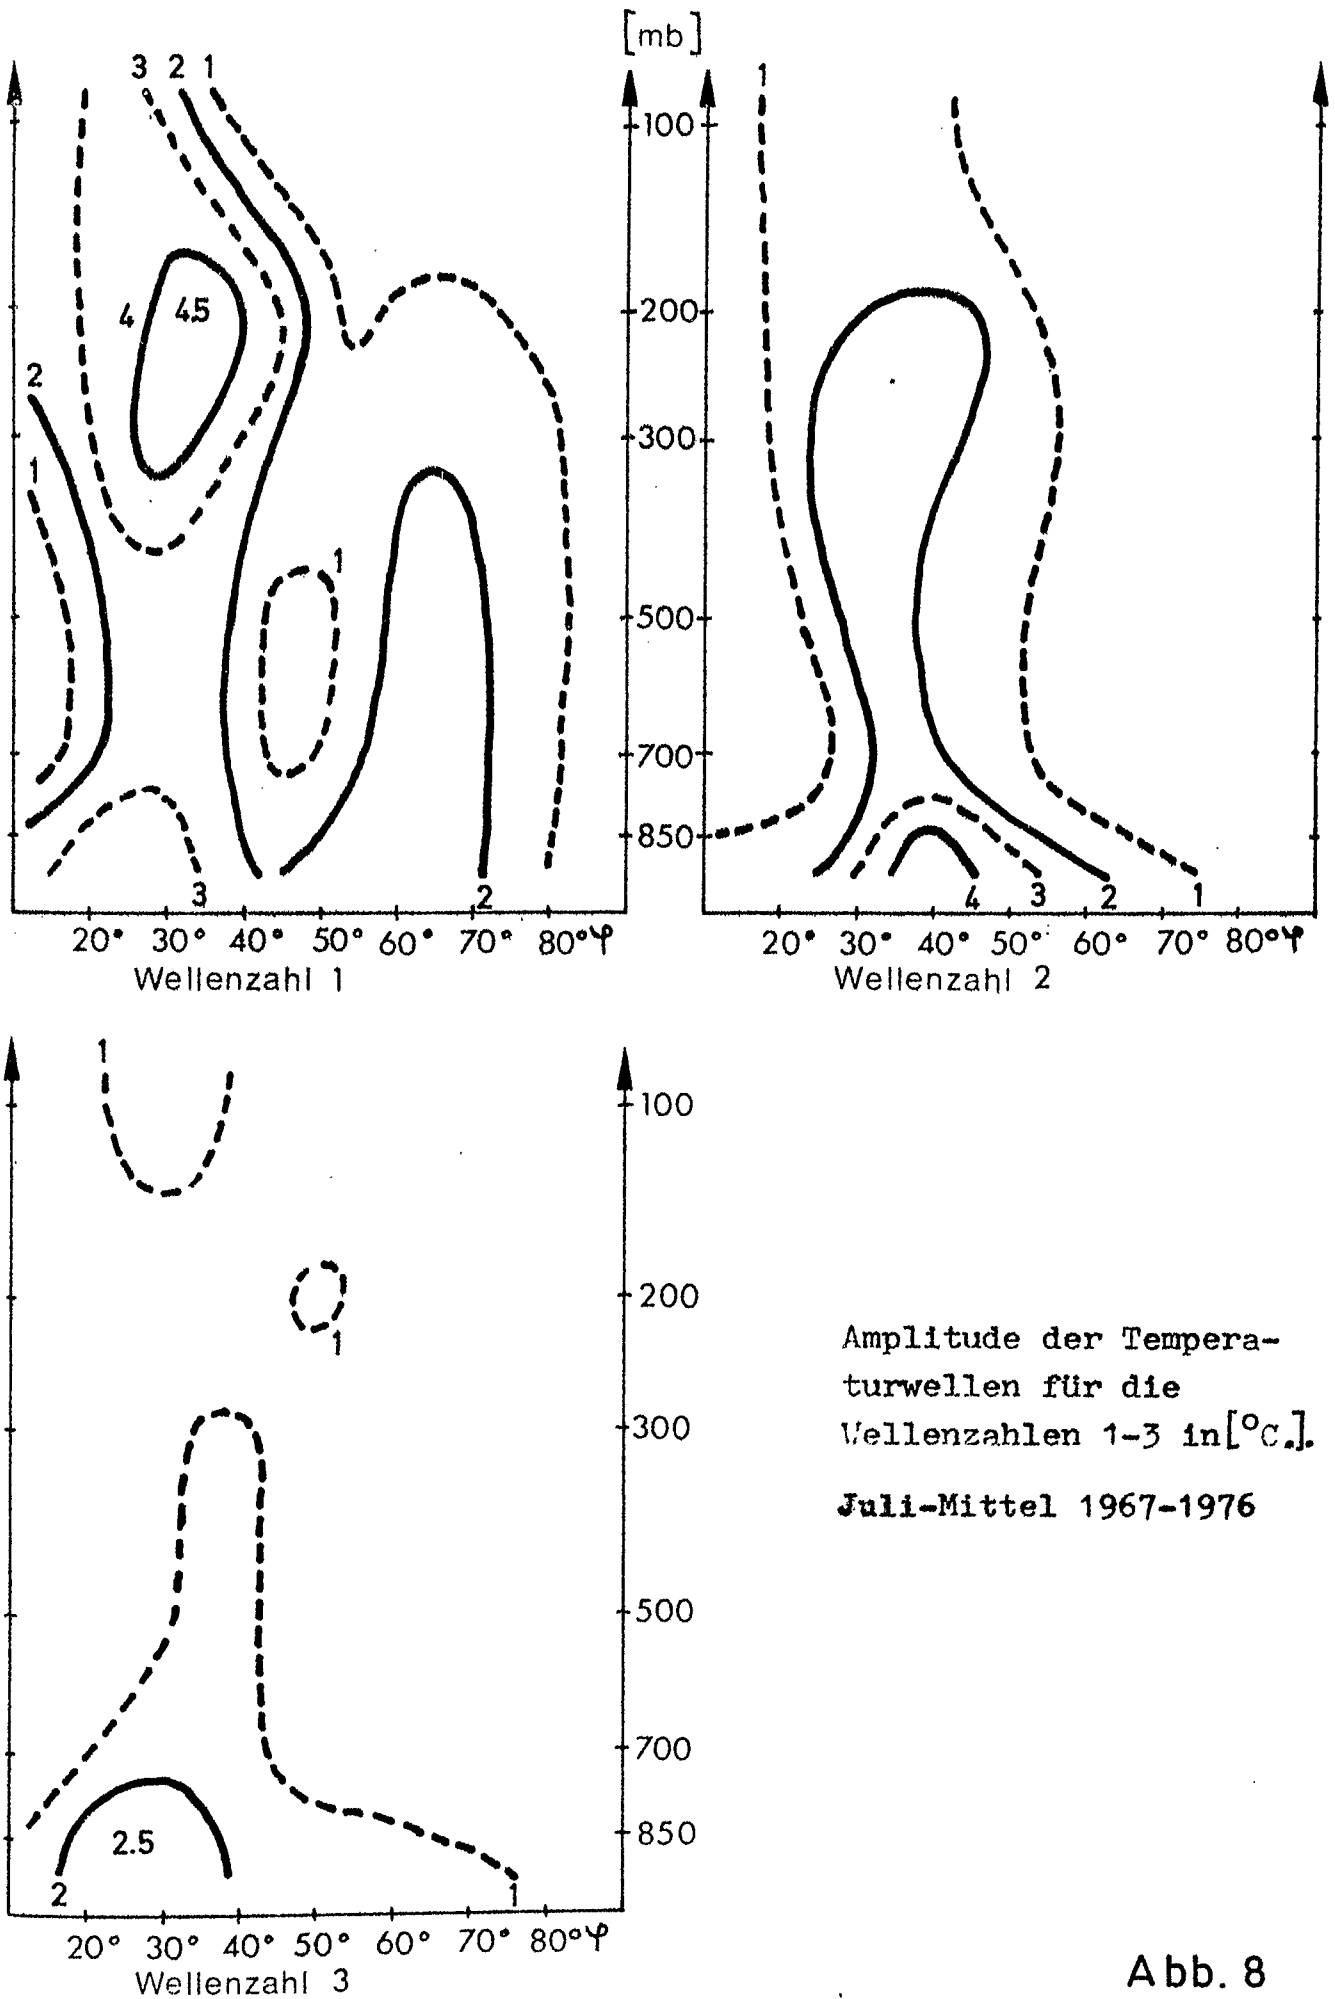 [mb]
3 2 1
1
100
4 4.5
200
2
300
1
1
500
700
850
3 2
4 3 2 1
20° 30° 40° 50° 60° 70° 80° φ
20° 30° 40° 50° 60° 70° 80° φ
Wellenzahl 1
Wellenzahl 2
1
100
200
1
300
500
700
850
2.5
2 1
20° 30° 40° 50° 60° 70° 80° φ
Wellenzahl 3
Amplitude der Tempera-
turwellen für die
Wellenzahlen 1-3 in[°C.].
Juli-Mittel 1967-1976
Abb. 8